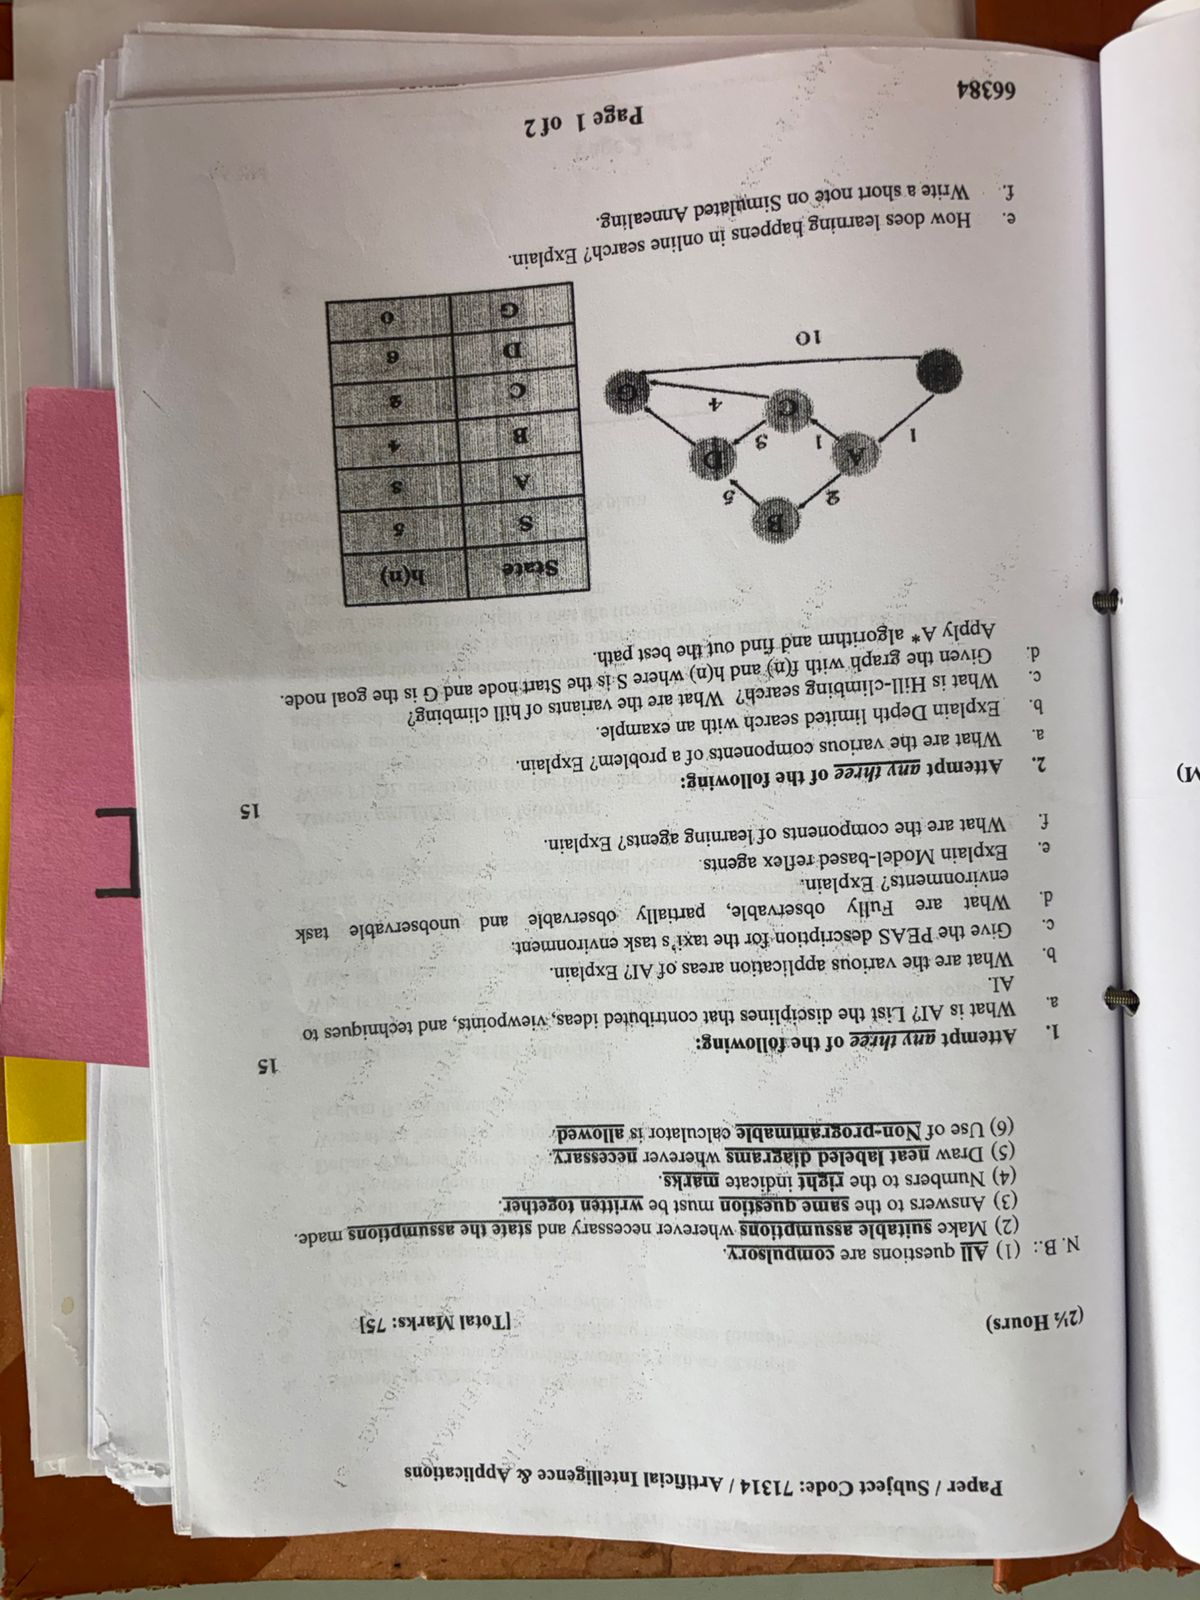 Paper / Subject Code: 71314 / Artificial Intelligence & Applications
(2½ Hours) [Total Marks: 75]
N. B.: (1) All questions are compulsory.
(2) Make suitable assumptions wherever necessary and state the assumptions made.
(3) Answers to the same question must be written together.
(4) Numbers to the right indicate marks.
(5) Draw neat labeled diagrams wherever necessary.
(6) Use of Non-programmable calculator is allowed.
1. Attempt any three of the following: 15
a. What is AI? List the disciplines that contributed ideas, viewpoints, and techniques to
AI.
b. What are the various application areas of AI? Explain.
c. Give the PEAS description for the taxi's task environment.
d. What are Fully observable, partially observable and unobservable task
environments? Explain.
e. Explain Model-based reflex agents.
f. What are the components of learning agents? Explain.
2. Attempt any three of the following: 15
a. What are the various components of a problem? Explain.
b. Explain Depth limited search with an example.
c. What is Hill-climbing search? What are the variants of hill climbing?
d. Given the graph with f(n) and h(n) where S is the Start node and G is the goal node.
Apply A* algorithm and find out the best path.
B
2 5
A D
1 1 3
C 4 G
10
State h(n)
S 5
A 3
B 4
C 2
D 6
G 0
e. How does learning happens in online search? Explain.
f. Write a short note on Simulated Annealing.
66384 Page 1 of 2
M)
I